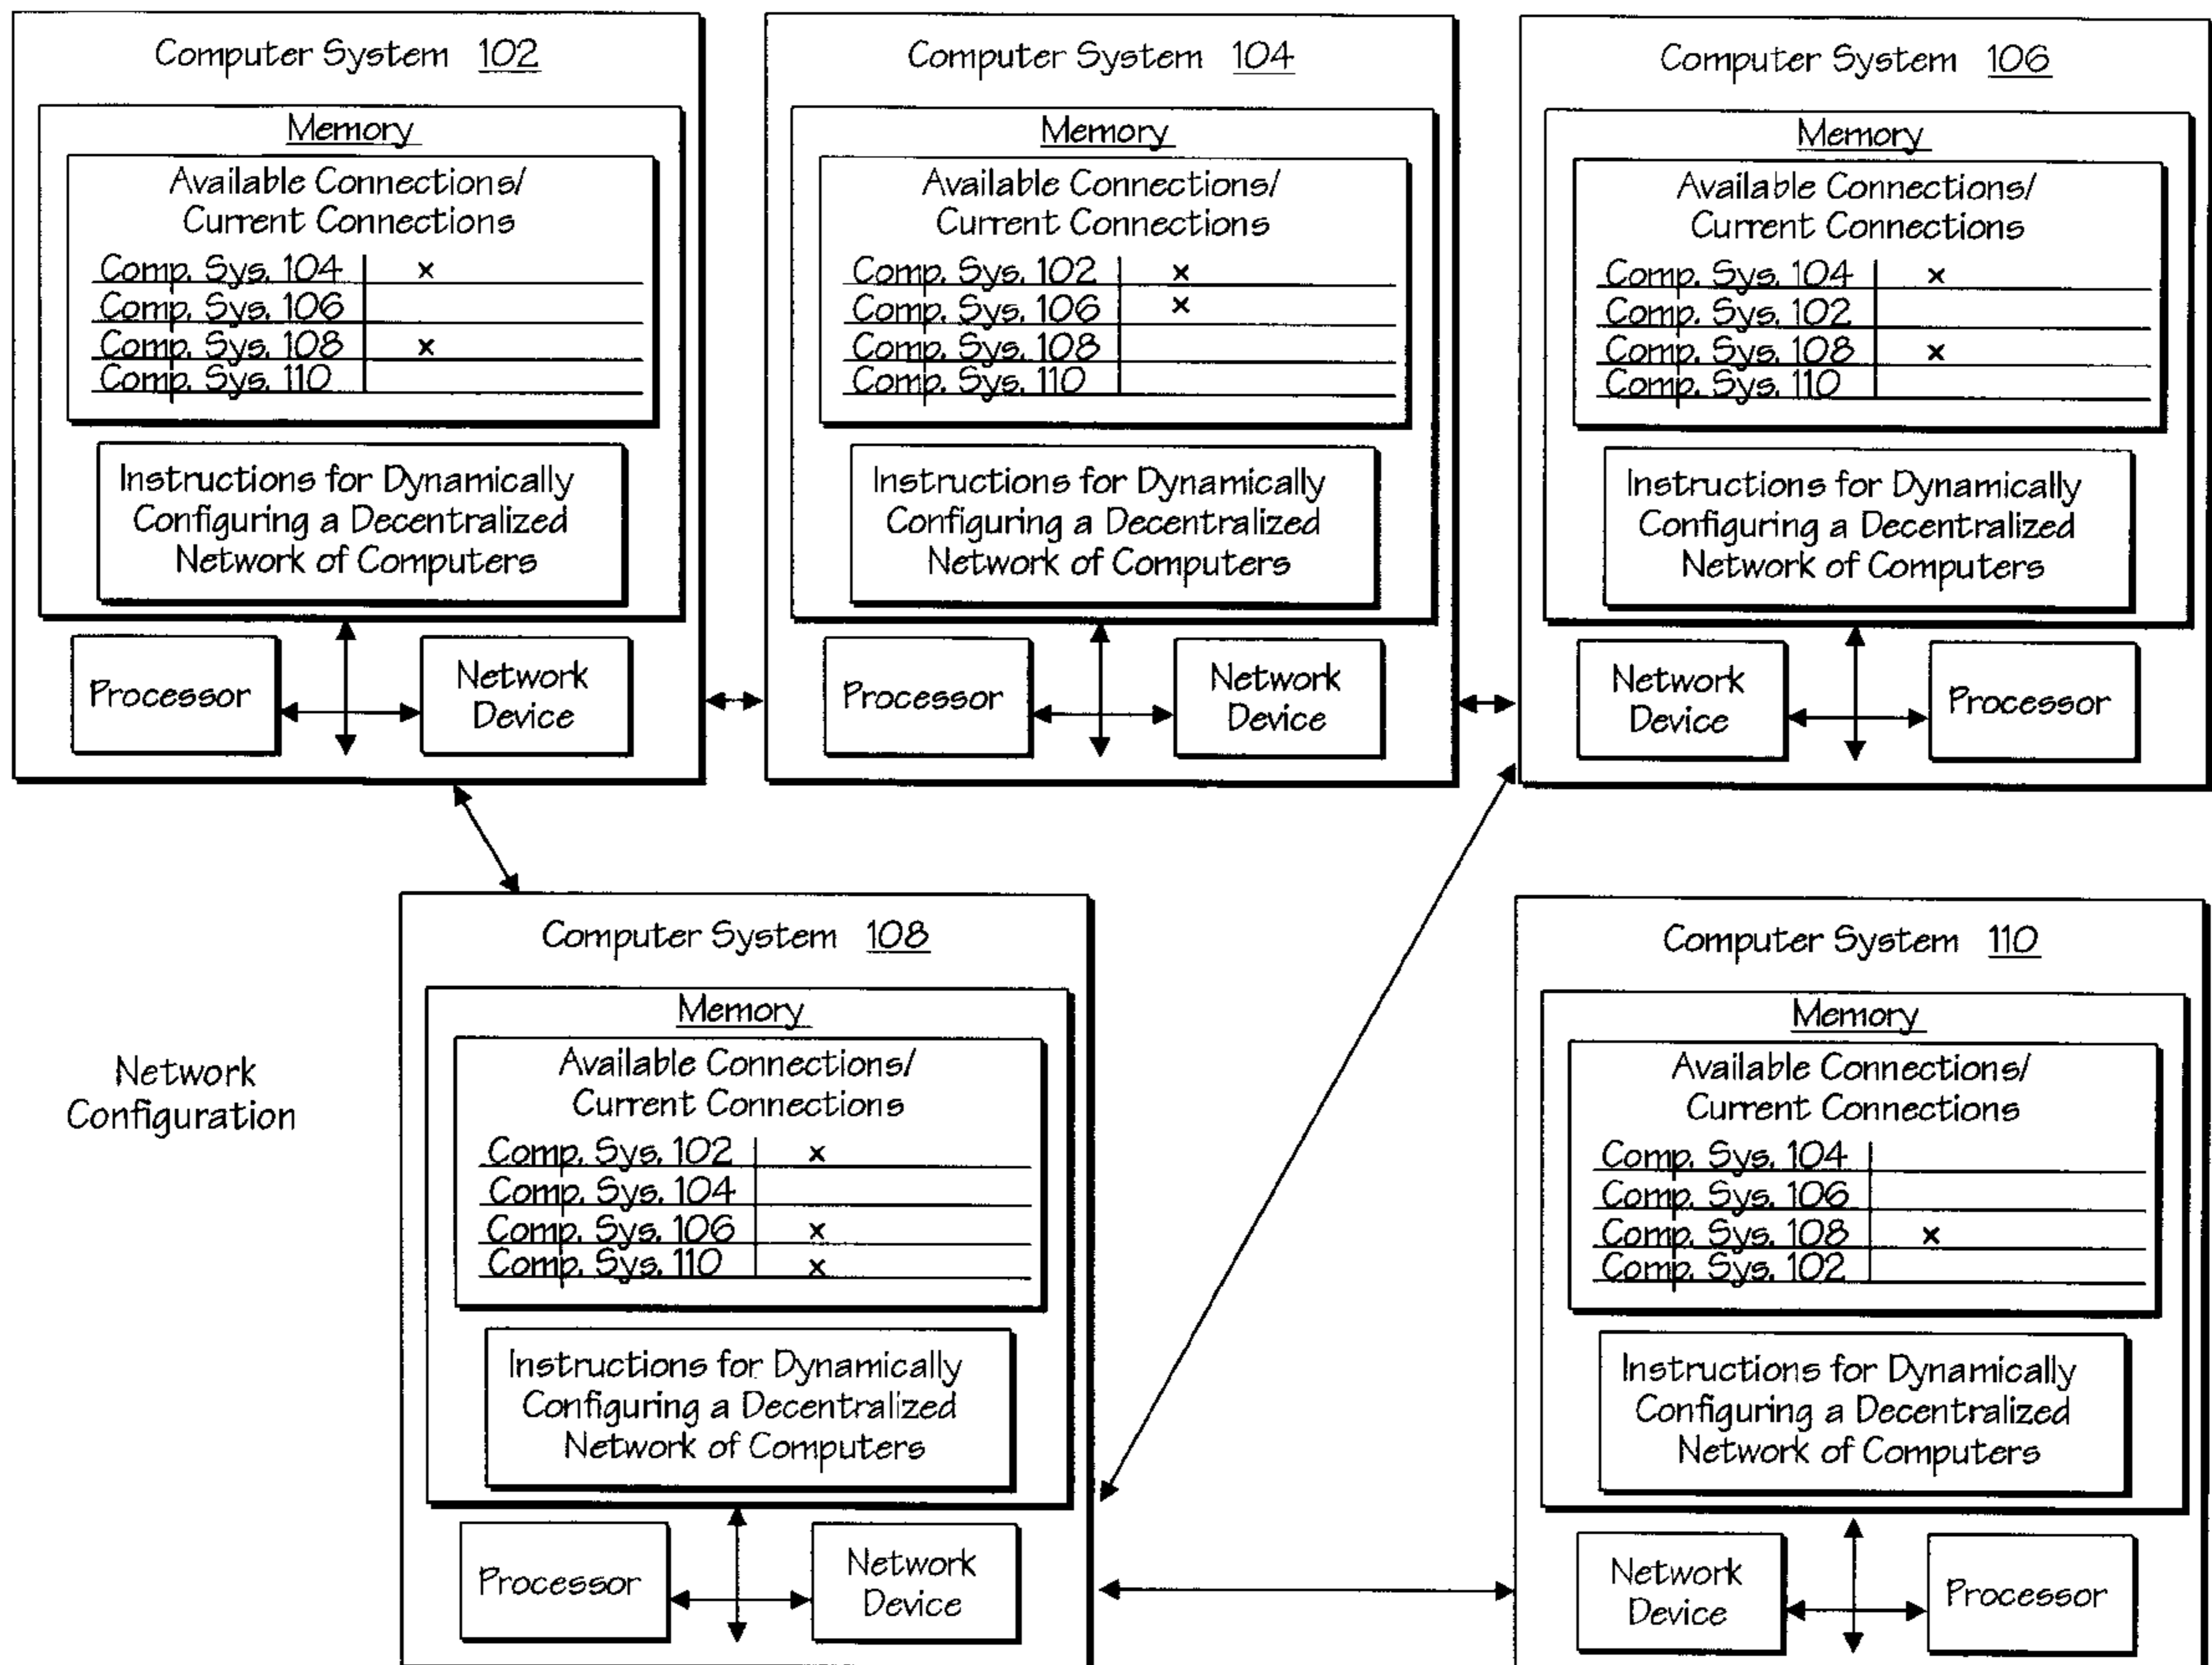 Computer System 102
Memory
Available Connections/
Current Connections
Comp. Sys. 104 x
Comp. Sys. 106
Comp. Sys. 108 x
Comp. Sys. 110
Instructions for Dynamically
Configuring a Decentralized
Network of Computers
Processor
Network
Device
Computer System 104
Memory
Available Connections/
Current Connections
Comp. Sys. 102 x
Comp. Sys. 106 x
Comp. Sys. 108
Comp. Sys. 110
Instructions for Dynamically
Configuring a Decentralized
Network of Computers
Processor
Network
Device
Computer System 106
Memory
Available Connections/
Current Connections
Comp. Sys. 104 x
Comp. Sys. 102
Comp. Sys. 108 x
Comp. Sys. 110
Instructions for Dynamically
Configuring a Decentralized
Network of Computers
Network
Device
Processor
Network
Configuration
Computer System 108
Memory
Available Connections/
Current Connections
Comp. Sys. 102 x
Comp. Sys. 104
Comp. Sys. 106 x
Comp. Sys. 110 x
Instructions for Dynamically
Configuring a Decentralized
Network of Computers
Processor
Network
Device
Computer System 110
Memory
Available Connections/
Current Connections
Comp. Sys. 104
Comp. Sys. 106
Comp. Sys. 108 x
Comp. Sys. 102
Instructions for Dynamically
Configuring a Decentralized
Network of Computers
Network
Device
Processor